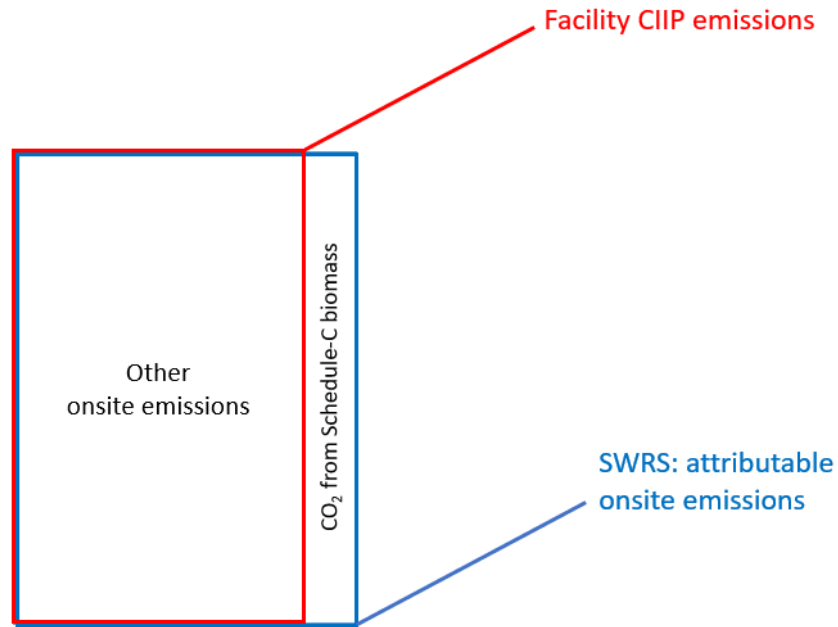 Facility CIIP emissions
Other
onsite emissions
CO₂ from Schedule-C biomass
SWRS: attributable
onsite emissions